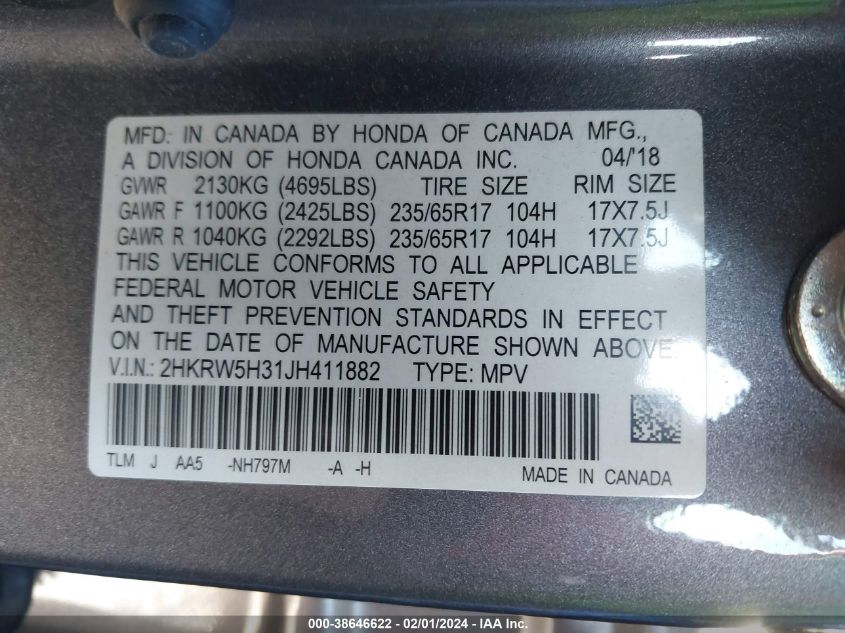 MFD. IN CANADA BY HONDA OF CANADA MFG.,
A DIVISION OF HONDA CANADA INC. 04/'18
GVWR 2130KG (4695LBS) TIRE SIZE RIM SIZE
GAWR F 1100KG (2425LBS) 235/65R17 104H 17X7.5J
GAWR R 1040KG (2292LBS) 235/65R17 104H 17X7.5J
THIS VEHICLE CONFORMS TO ALL APPLICABLE
FEDERAL MOTOR VEHICLE SAFETY
AND THEFT PREVENTION STANDARDS IN EFFECT
ON THE DATE OF MANUFACTURE SHOWN ABOVE.
V.I.N.: 2HKRW5H31JH411882 TYPE: MPV
TLM J AA5 -NH797M -A -H MADE IN CANADA
000-38646622 - 02/01/2024 - IAA Inc.